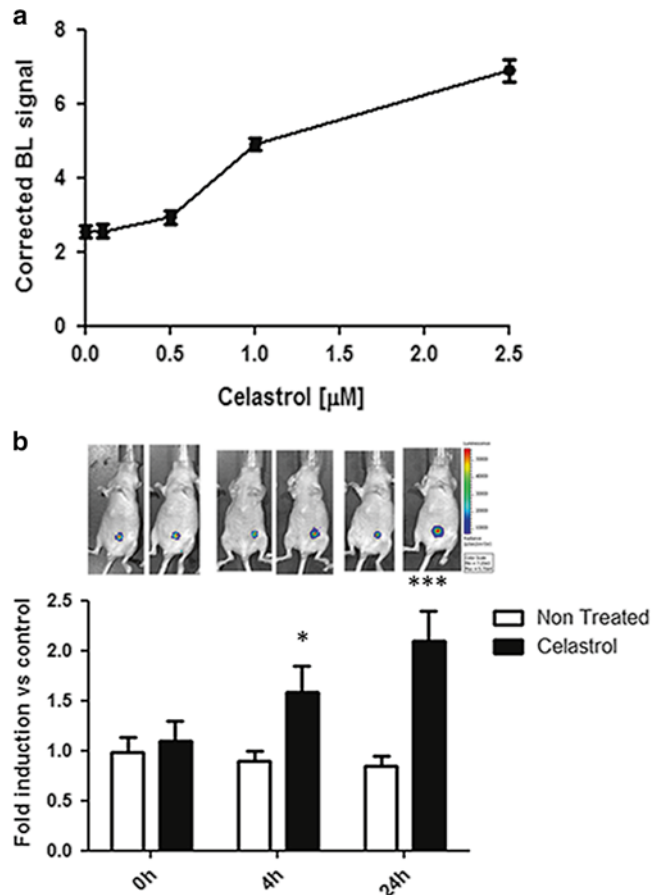 a
8
6
4
2
0
Corrected BL signal
0.0 0.5 1.0 1.5 2.0 2.5
Celastrol [µM]
b
***
*
2.5
2.0
1.5
1.0
0.5
0.0
Fold induction vs control
Non Treated
Celastrol
0h 4h 24h